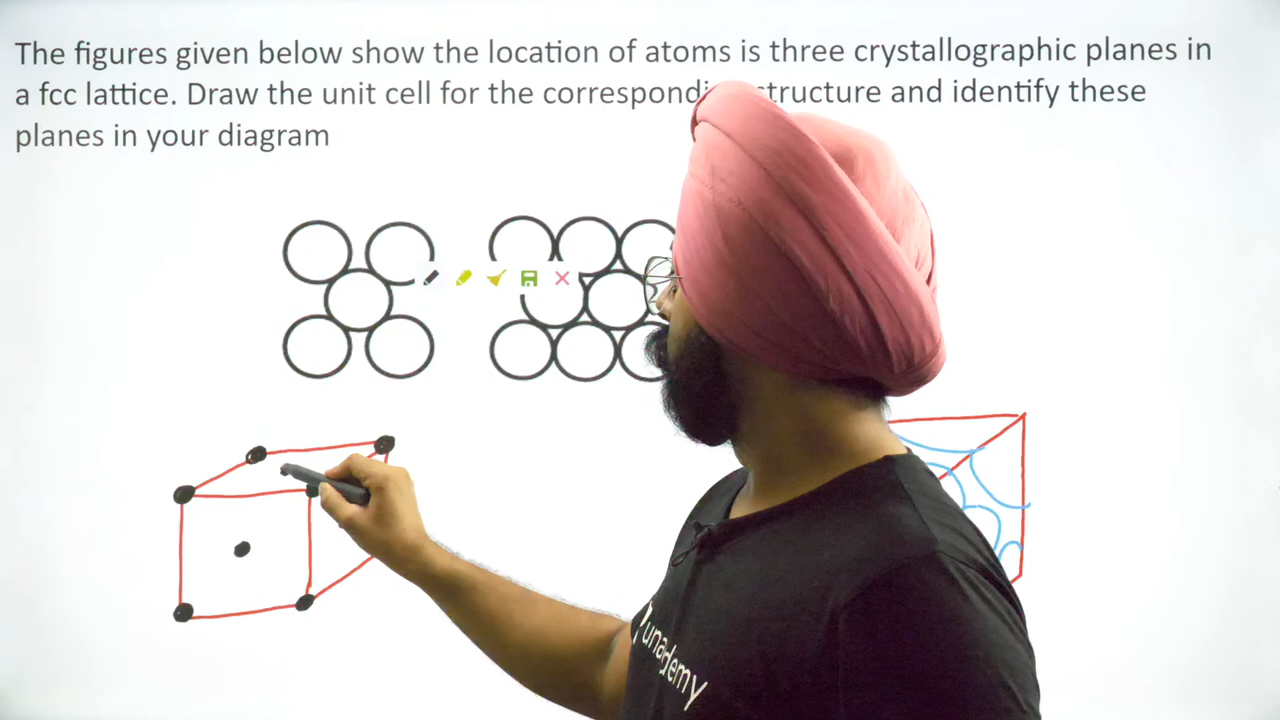 The figures given below show the location of atoms is three crystallographic planes in
a fcc lattice. Draw the unit cell for the structure and identify these
planes in your diagram
unacademy